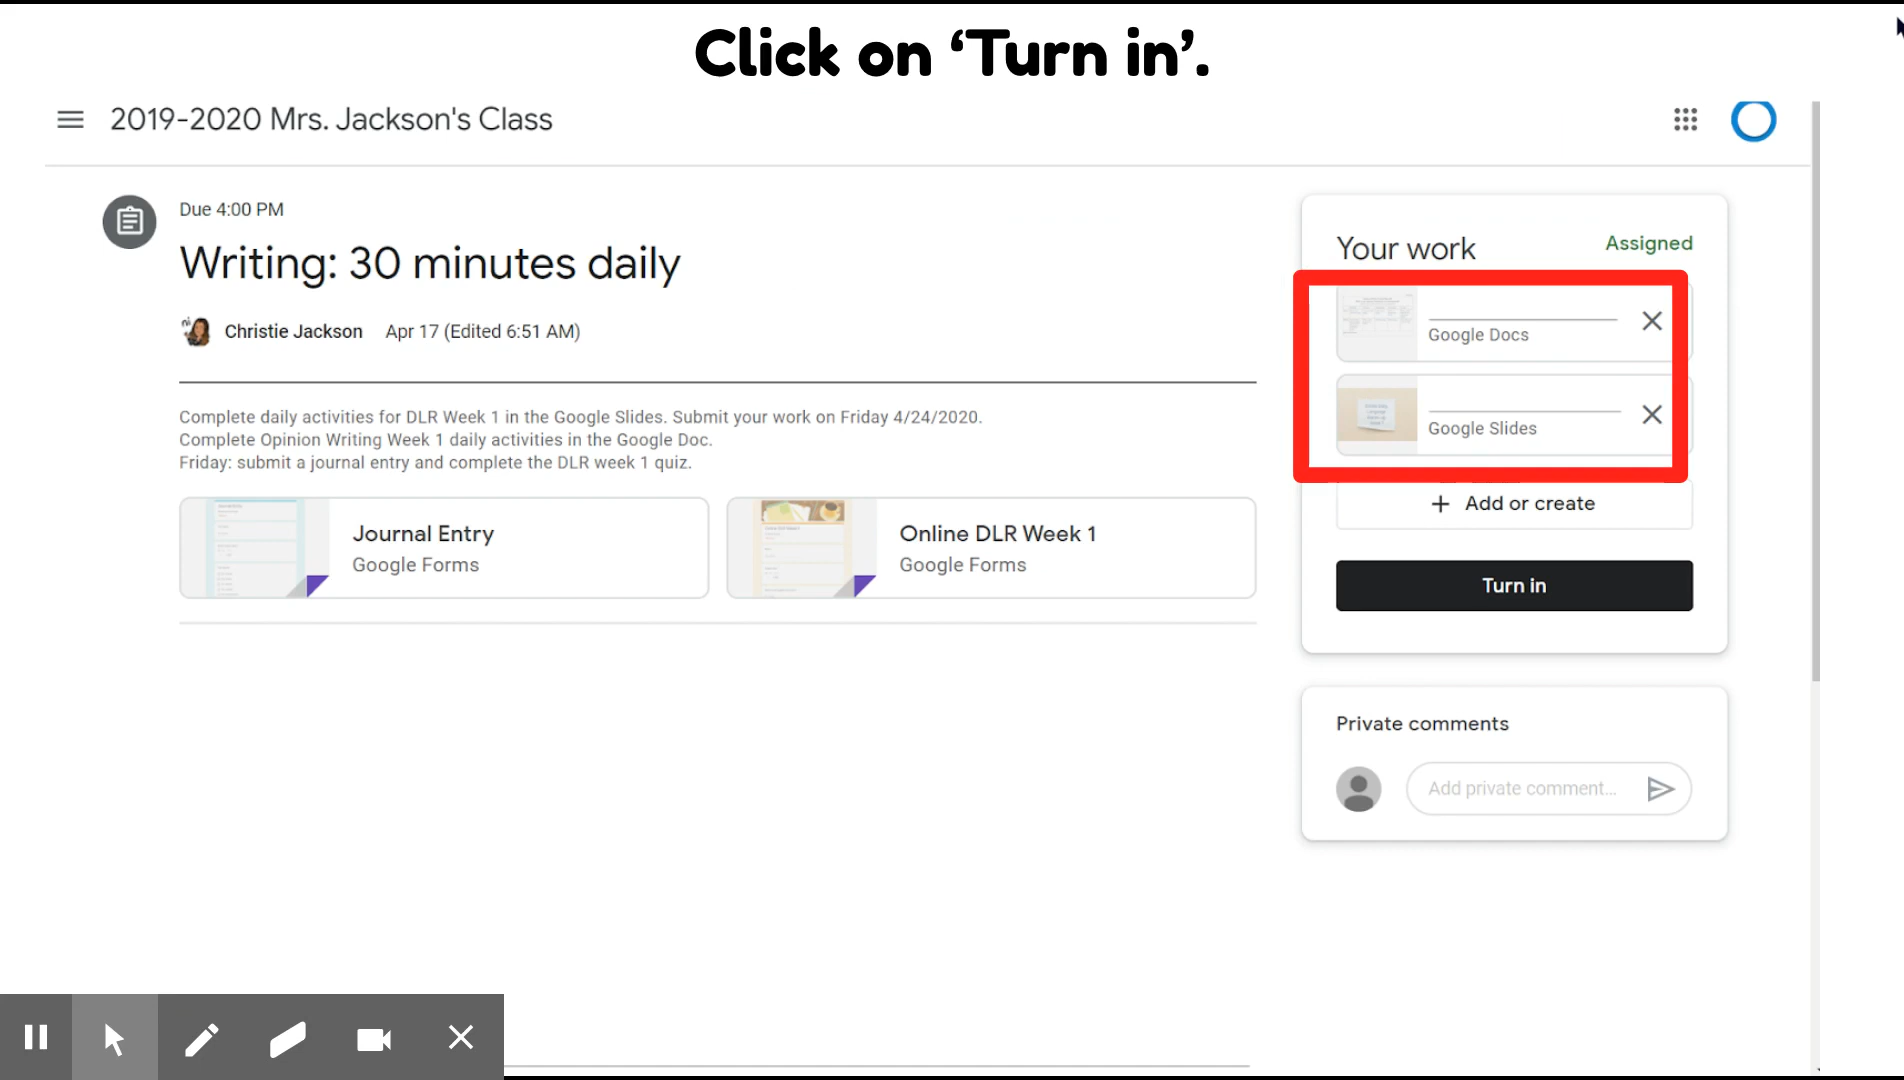 Click on ‘Turn in’.
2019-2020 Mrs. Jackson's Class
Due 4:00 PM
Writing: 30 minutes daily
Christie Jackson Apr 17 (Edited 6:51 AM)
Complete daily activities for DLR Week 1 in the Google Slides. Submit your work on Friday 4/24/2020.
Complete Opinion Writing Week 1 daily activities in the Google Doc.
Friday: submit a journal entry and complete the DLR week 1 quiz.
Journal Entry
Google Forms
Online DLR Week 1
Google Forms
Your work
Assigned
Google Docs
Google Slides
Add or create
Turn in
Private comments
Add private comment...